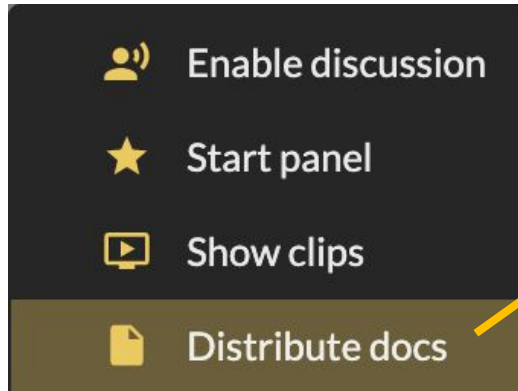 Enable discussion
Start panel
Show clips
Distribute docs